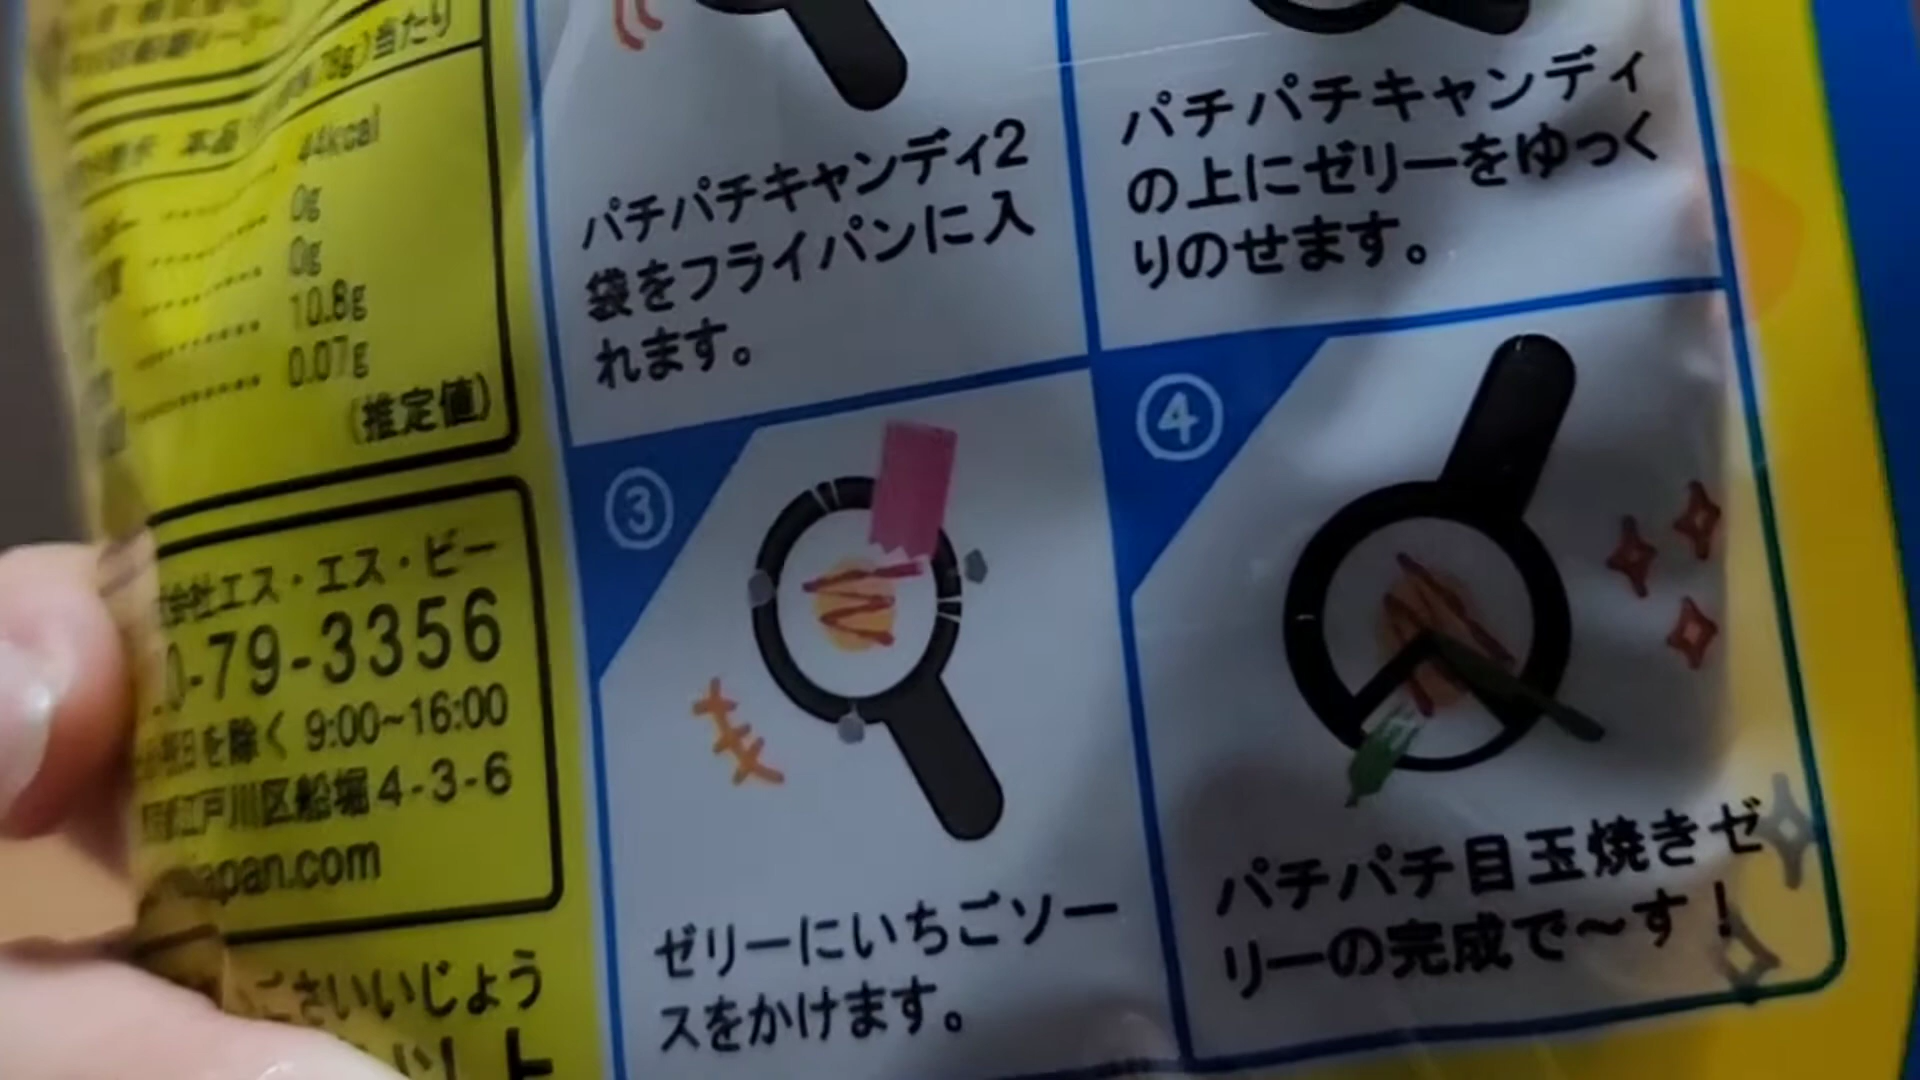 当たり
本品
44kcal
0g
0g
10.8g
0.07g
(推定値)
会社エス・エス・ビー
0-79-3356
日を除く 9:00~16:00
江戸川区船堀4-3-6
japan.com
ごさいいじょう
パチパチキャンディ2
袋をフライパンに入
れます。
パチパチキャンディ
の上にゼリーをゆっく
りのせます。
③
ゼリーにいちごソー
スをかけます。
④
パチパチ目玉焼きゼ
リーの完成で～す!